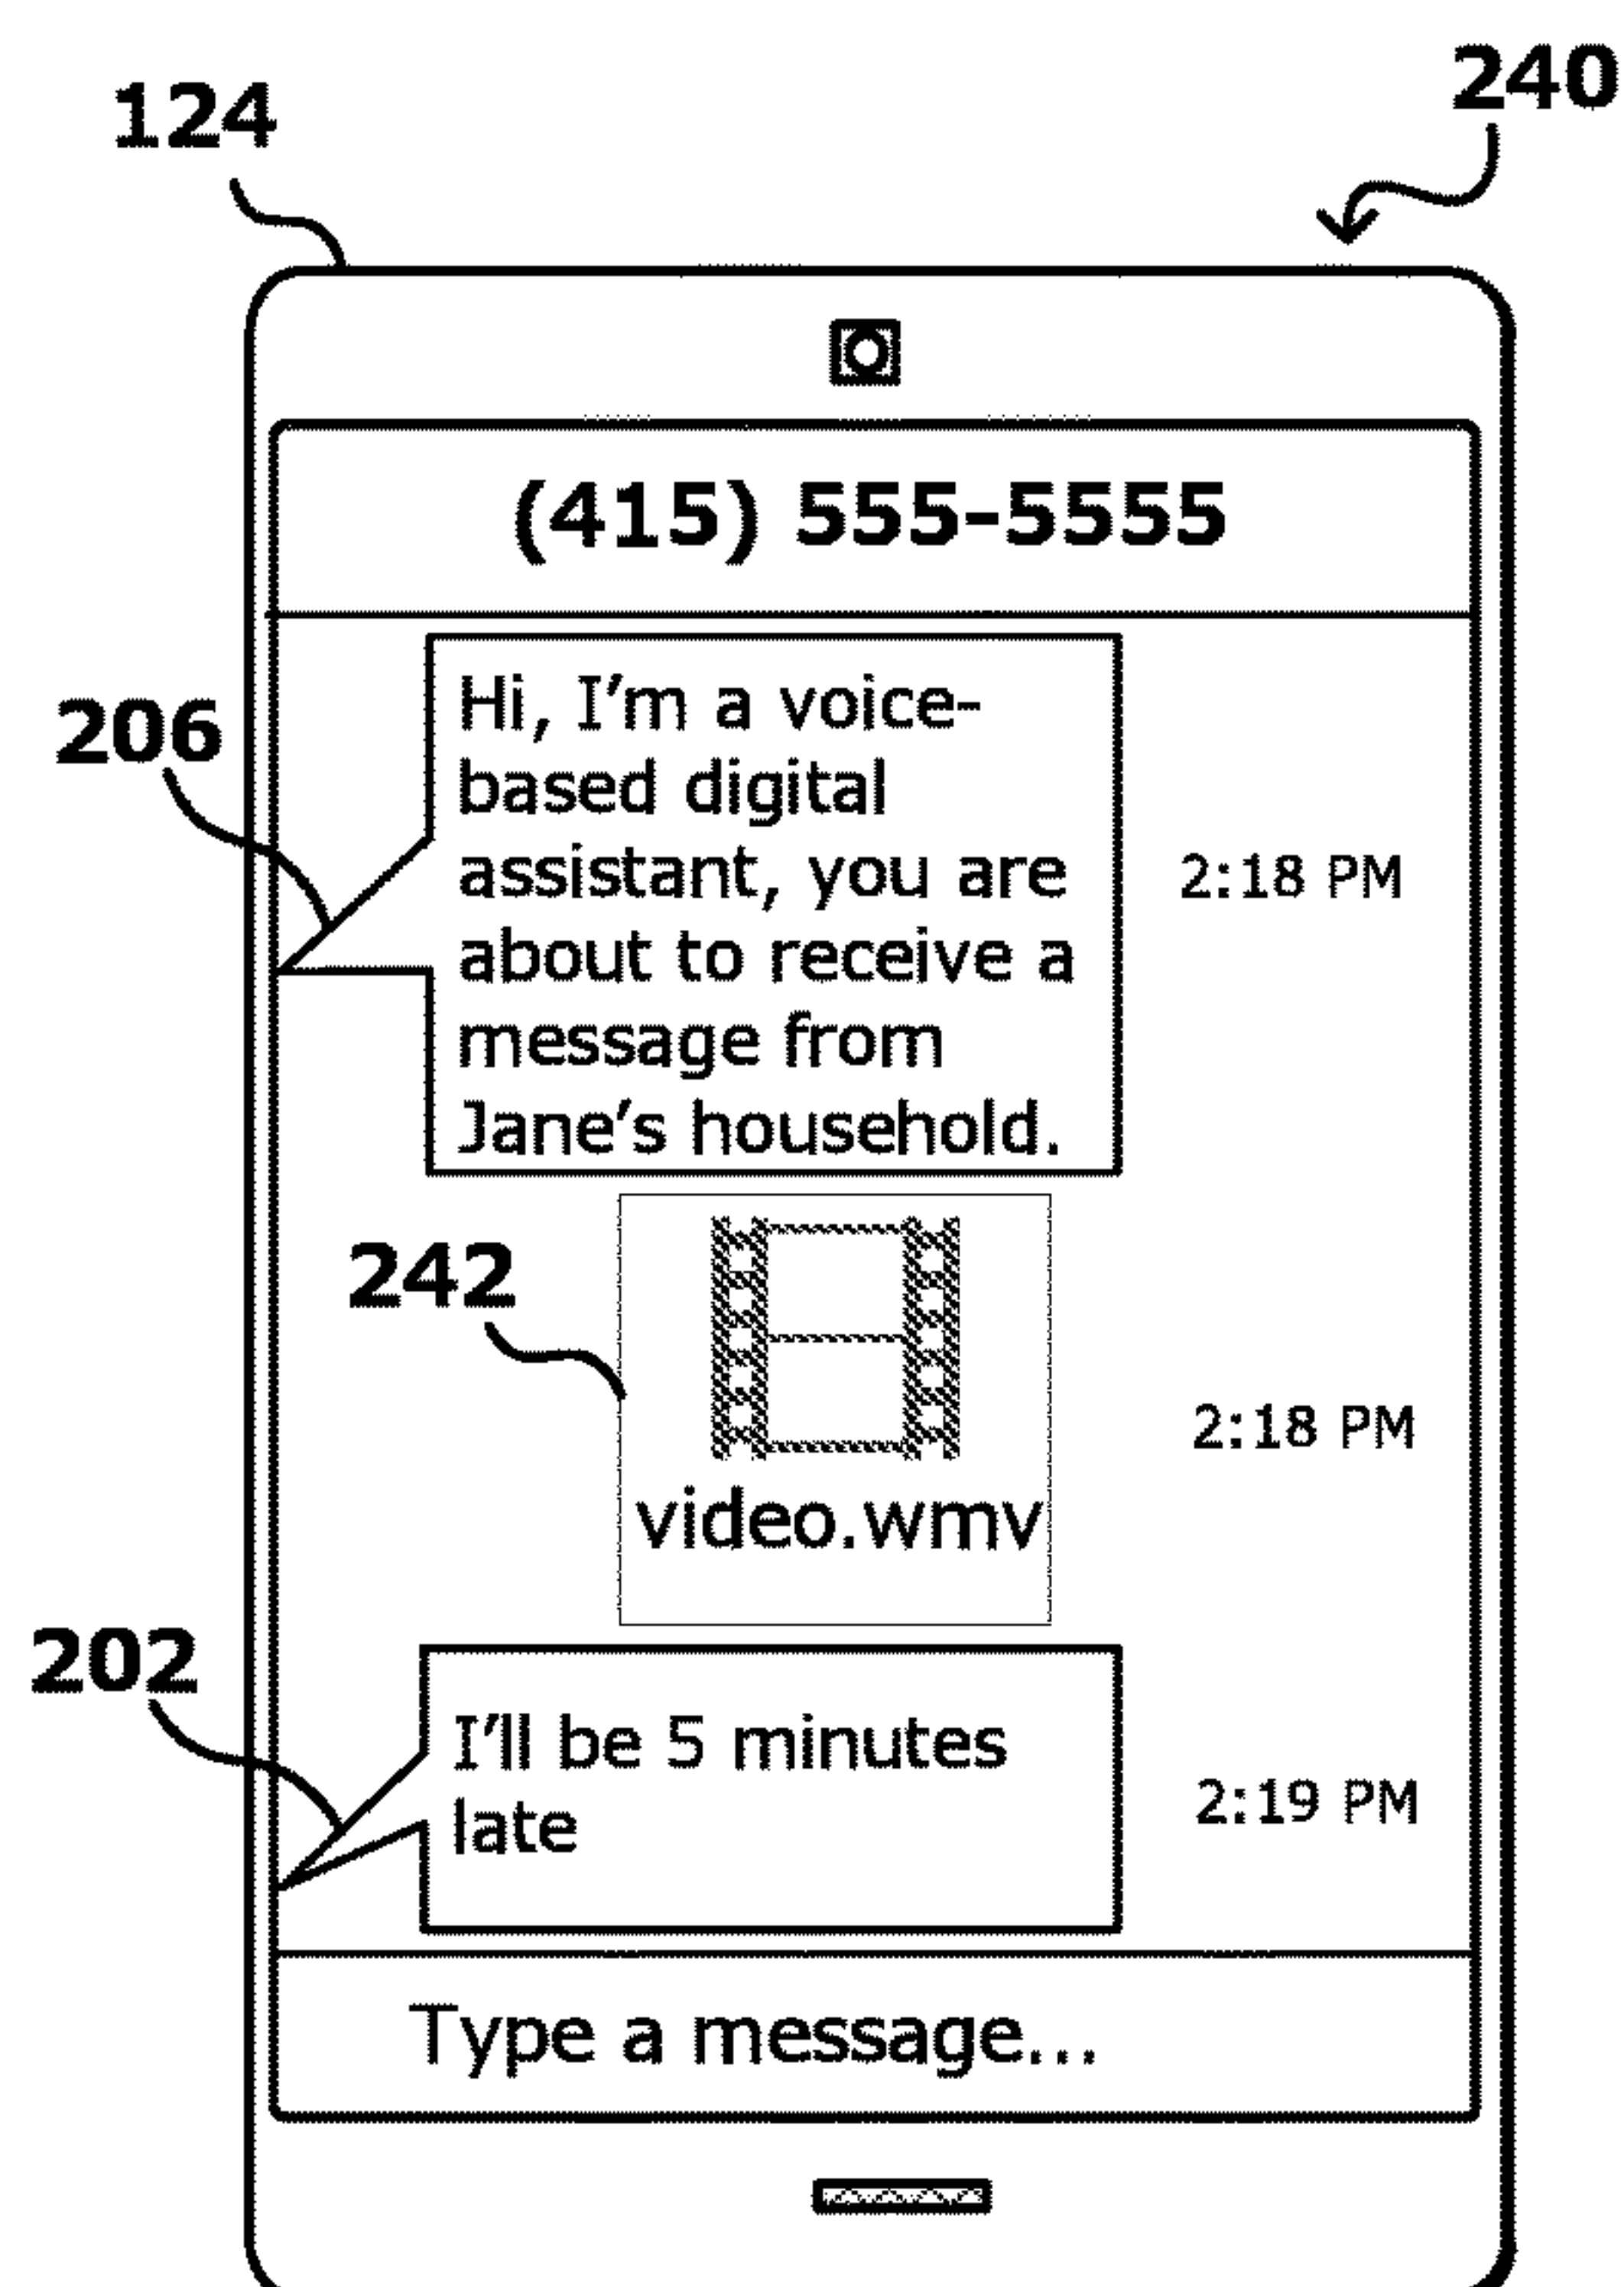 124
240
(415) 555-5555
206
Hi, I'm a voice-
based digital
assistant, you are
about to receive a
message from
Jane's household.
2:18 PM
242
video.wmv
2:18 PM
202
I'll be 5 minutes
late
2:19 PM
Type a message...